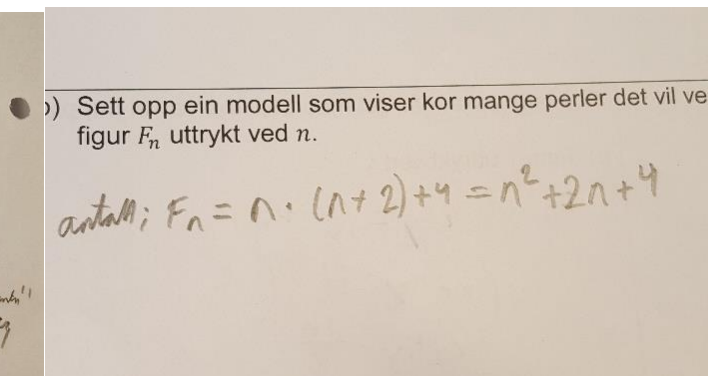 b) Sett opp ein modell som viser kor mange perler det vil ve
figur Fn uttrykt ved n.
antall; Fn = n · (n+2)+4 = n²+2n+4